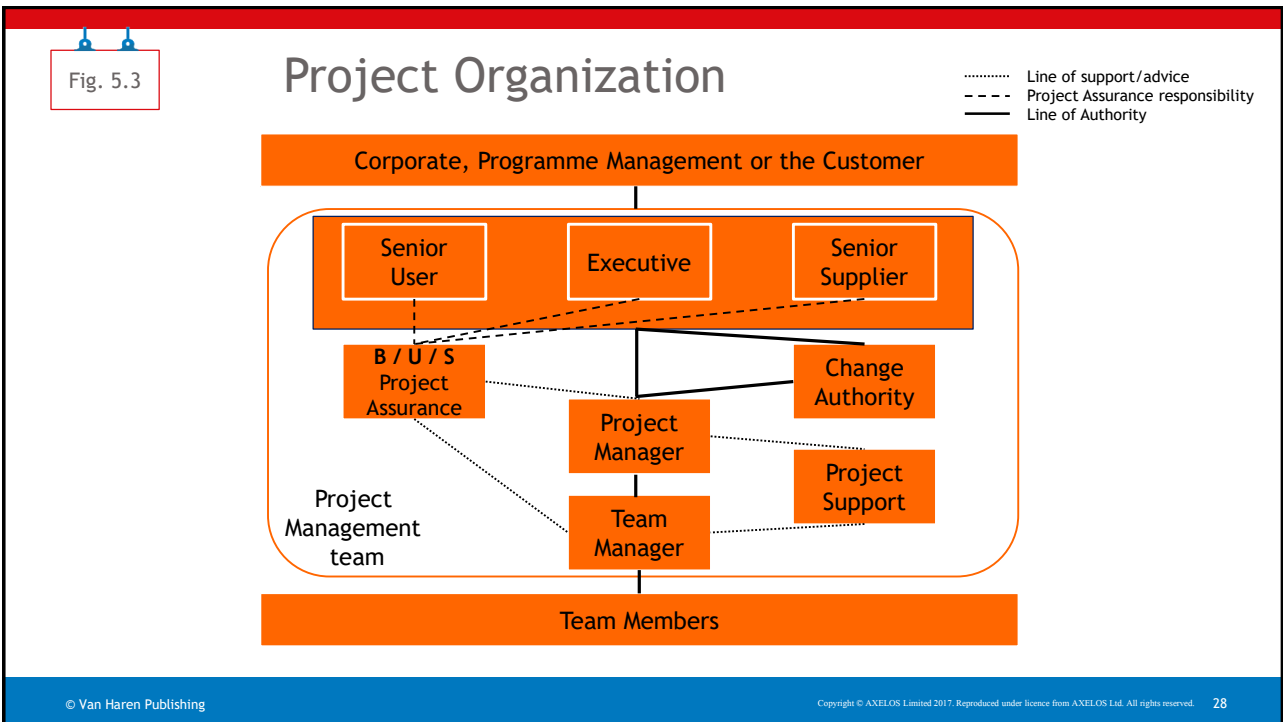 Fig. 5.3
Project Organization
Line of support/advice
Project Assurance responsibility
Line of Authority
Corporate, Programme Management or the Customer
Senior
User
Executive
Senior
Supplier
B / U / S
Project
Assurance
Change
Authority
Project
Manager
Project
Support
Project
Management
team
Team
Manager
Team Members
© Van Haren Publishing
Copyright © AXELOS Limited 2017. Reproduced under licence from AXELOS Ltd. All rights reserved.
28